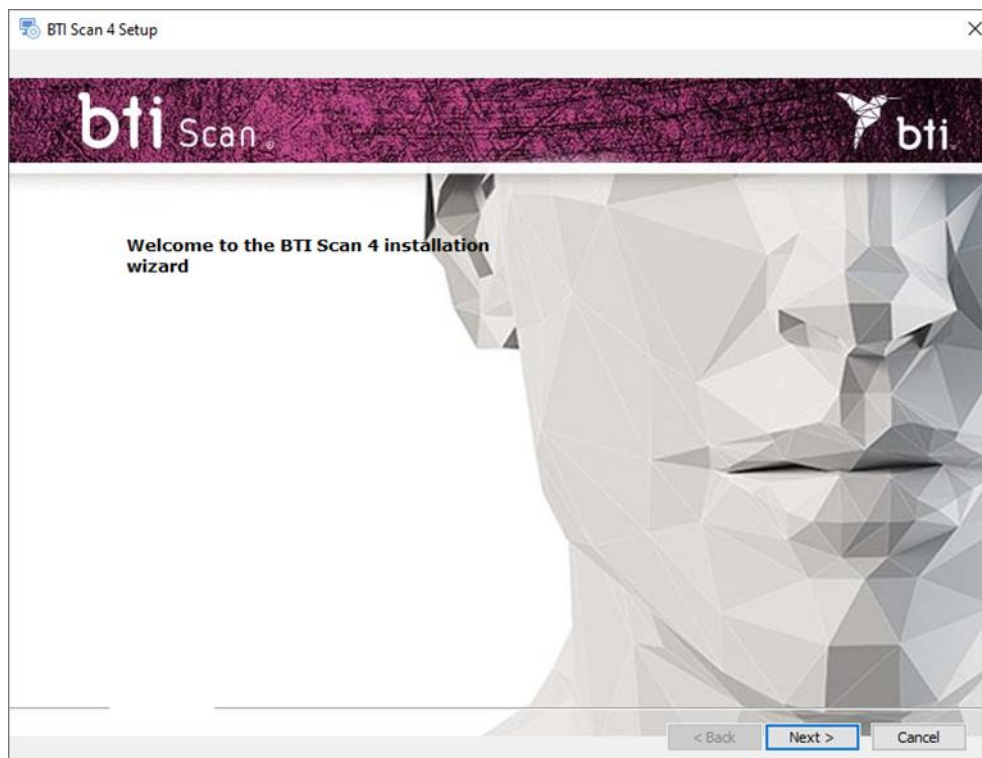 BTI Scan 4 Setup
bti Scan®
bti
Welcome to the BTI Scan 4 installation
wizard
< Back Next > Cancel